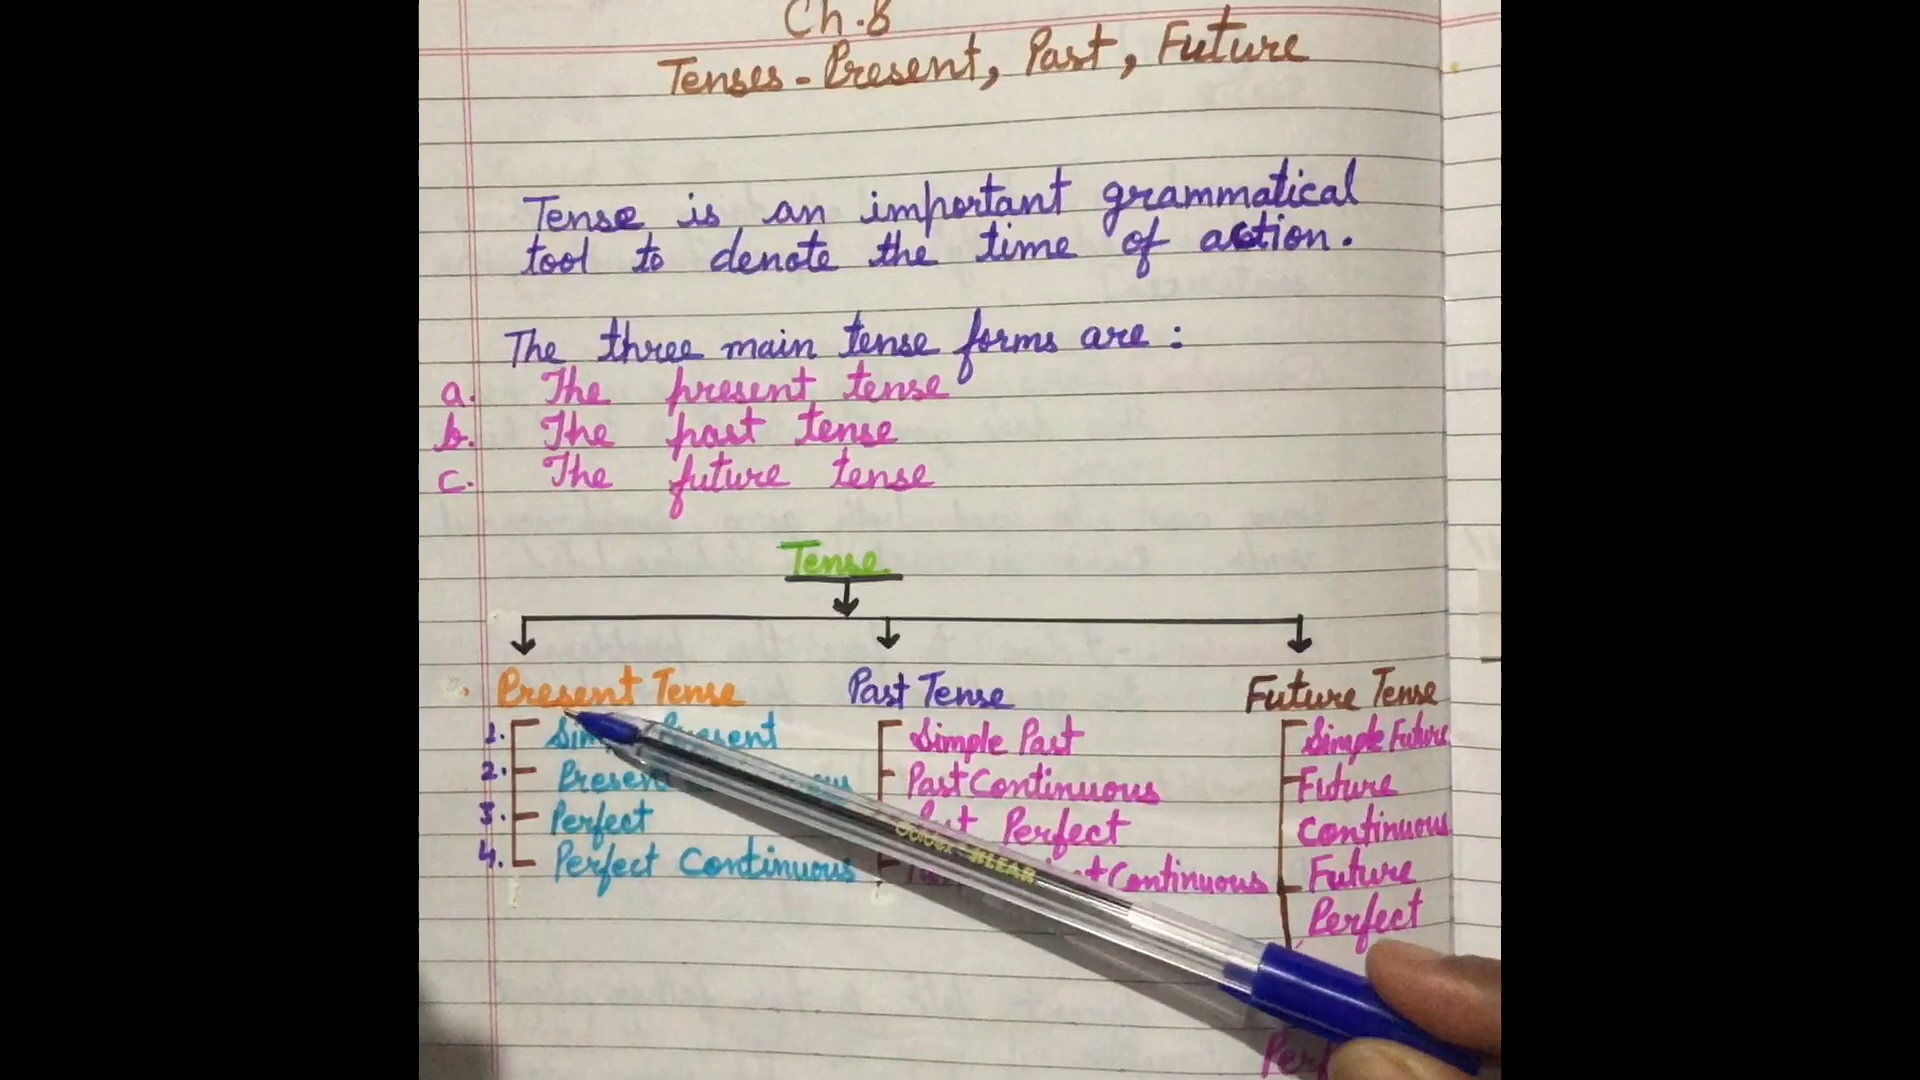 Ch.8
Tenses - Present, Past, Future
Tense is an important grammatical
tool to denote the time of action.
The three main tense forms are :
a. The present tense
b. The past tense
c. The future tense
Tense
Present Tense
1. Present
2.
3. Perfect
4. Perfect Continuous
Past Tense
Simple Past
Past Continuous
Perfect
Continuous
Future Tense
Simple Future
Future
Continuous
Future
Perfect
KLEAR